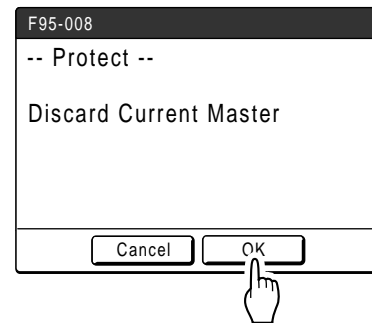 F95-008
-- Protect --
Discard Current Master
Cancel OK